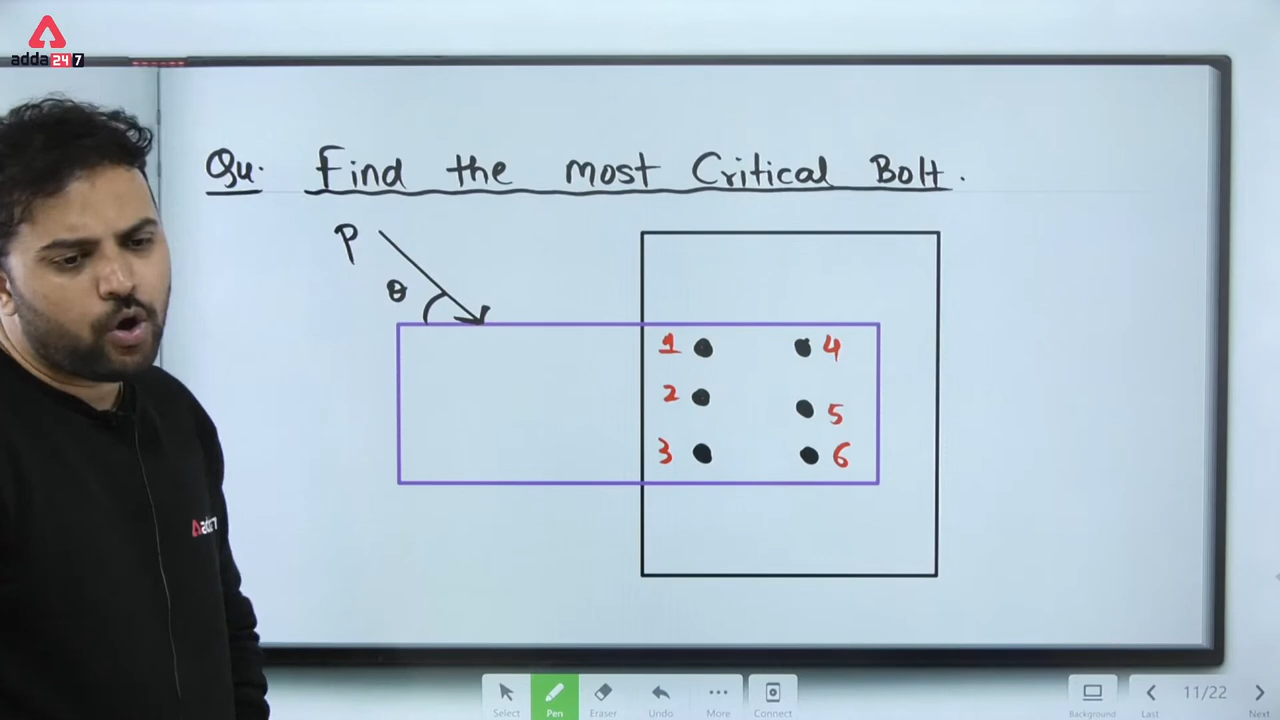 adda247
Qu. Find the most Critical Bolt.
P
θ
1 4
2
5
3 6
adda
Select Pen Eraser Undo More Connect
Background Last 11/22 Next